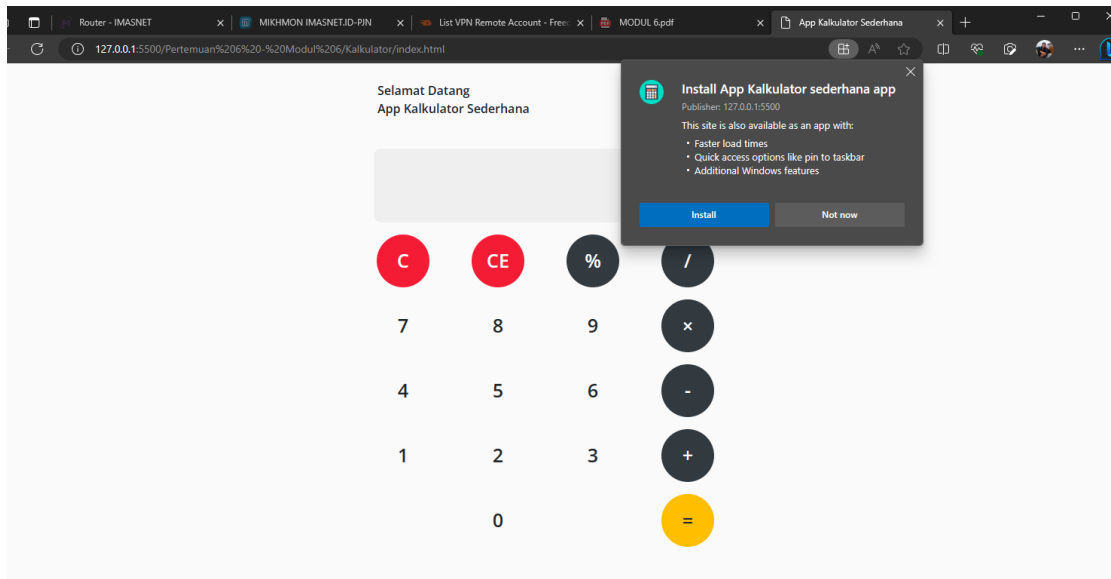 Router - IMASNET
MIKHMON IMASNET.ID-PJN
List VPN Remote Account - Free
MODUL 6.pdf
App Kalkulator Sederhana
127.0.0.1:5500/Pertemuan%206%20-%20Modul%206/Kalkulator/index.html
Selamat Datang
App Kalkulator Sederhana
Install App Kalkulator sederhana app
Publisher: 127.0.0.1:5500
This site is also available as an app with:
• Faster load times
• Quick access options like pin to taskbar
• Additional Windows features
Install Not now
C CE % /
7 8 9 ×
4 5 6 -
1 2 3 +
0 =